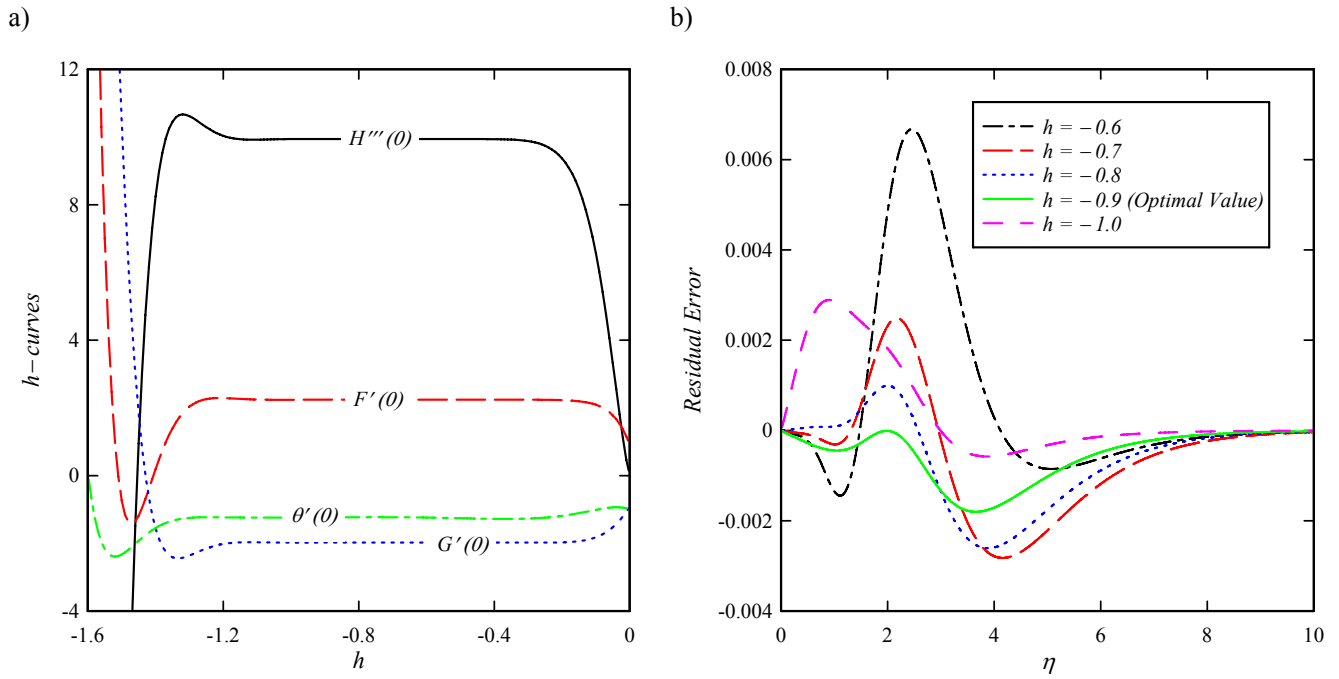 a)
12
8
4
0
-4
-1.6
-1.2
-0.8
-0.4
0
h
h−curves
H′′′(0)
F′(0)
θ′(0)
G′(0)
b)
0.008
0.006
0.004
0.002
0
-0.002
-0.004
0
2
4
6
8
10
η
Residual Error
h = −0.6
h = −0.7
h = −0.8
h = −0.9 (Optimal Value)
h = −1.0